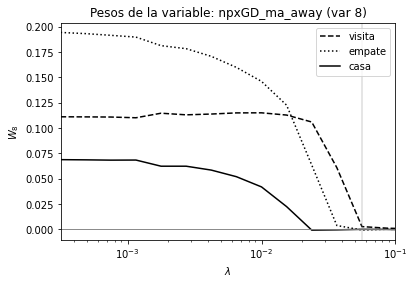 Pesos de la variable: npxGD_ma_away (var 8)
visita
empate
casa
0.200
0.175
0.150
0.125
0.100
0.075
0.050
0.025
0.000
W₈
10⁻³
10⁻²
10⁻¹
λ